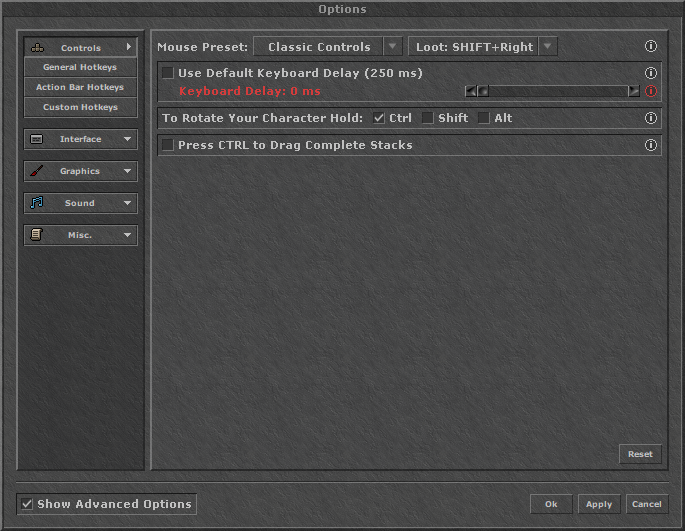 Options
Controls
General Hotkeys
Action Bar Hotkeys
Custom Hotkeys
Interface
Graphics
Sound
Misc.
Mouse Preset: Classic Controls Loot: SHIFT+Right
Use Default Keyboard Delay (250 ms)
Keyboard Delay: 0 ms
To Rotate Your Character Hold: Ctrl Shift Alt
Press CTRL to Drag Complete Stacks
Reset
Show Advanced Options
Ok Apply Cancel